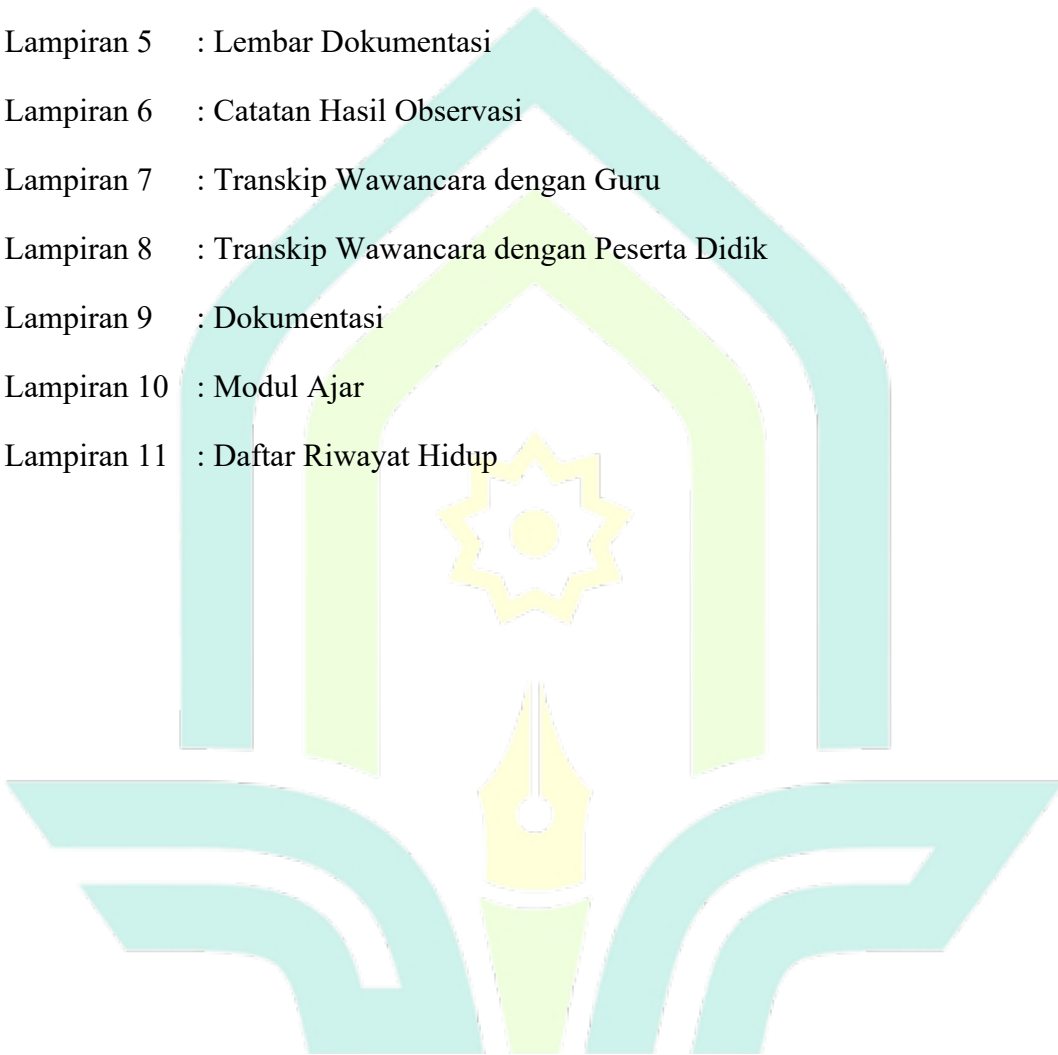 Lampiran 5 : Lembar Dokumentasi
Lampiran 6 : Catatan Hasil Observasi
Lampiran 7 : Transkip Wawancara dengan Guru
Lampiran 8 : Transkip Wawancara dengan Peserta Didik
Lampiran 9 : Dokumentasi
Lampiran 10 : Modul Ajar
Lampiran 11 : Daftar Riwayat Hidup